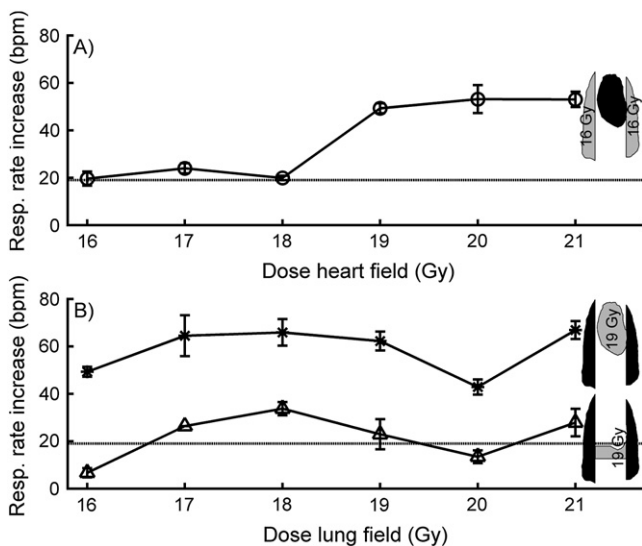 A)
Resp. rate increase (bpm)
80
60
40
20
0
16 Gy
16 Gy
16 17 18 19 20 21
Dose heart field (Gy)
B)
Resp. rate increase (bpm)
80
60
40
20
0
19 Gy
19 Gy
16 17 18 19 20 21
Dose lung field (Gy)